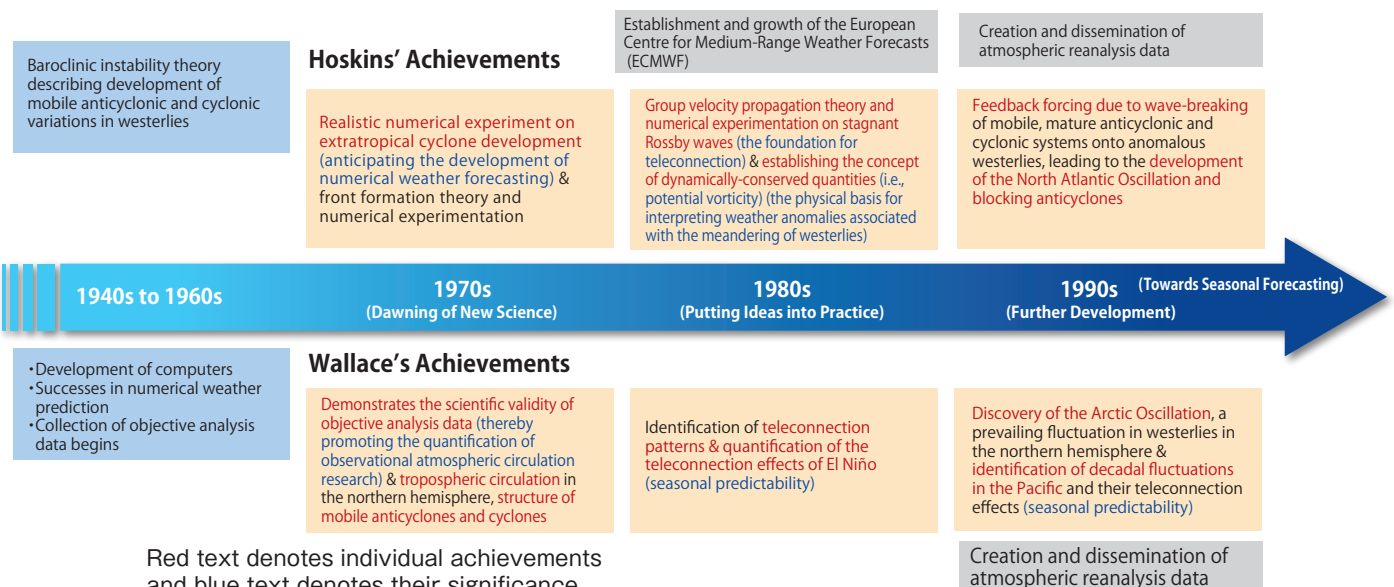 Baroclinic instability theory
describing development of
mobile anticyclonic and cyclonic
variations in westerlies
Hoskins’ Achievements
Realistic numerical experiment on
extratropical cyclone development
(anticipating the development of
numerical weather forecasting) &
front formation theory and
numerical experimentation
Establishment and growth of the European
Centre for Medium-Range Weather Forecasts
(ECMWF)
Group velocity propagation theory and
numerical experimentation on stagnant
Rossby waves (the foundation for
teleconnection) & establishing the concept
of dynamically-conserved quantities (i.e.,
potential vorticity) (the physical basis for
interpreting weather anomalies associated
with the meandering of westerlies)
Creation and dissemination of
atmospheric reanalysis data
Feedback forcing due to wave-breaking
of mobile, mature anticyclonic and
cyclonic systems onto anomalous
westerlies, leading to the development
of the North Atlantic Oscillation and
blocking anticyclones
1940s to 1960s
1970s
(Dawning of New Science)
1980s
(Putting Ideas into Practice)
1990s
(Further Development)
(Towards Seasonal Forecasting)
・Development of computers
・Successes in numerical weather
prediction
・Collection of objective analysis
data begins
Wallace’s Achievements
Demonstrates the scientific validity of
objective analysis data (thereby
promoting the quantification of
observational atmospheric circulation
research) & tropospheric circulation in
the northern hemisphere, structure of
mobile anticyclones and cyclones
Identification of teleconnection
patterns & quantification of the
teleconnection effects of El Niño
(seasonal predictability)
Discovery of the Arctic Oscillation, a
prevailing fluctuation in westerlies in
the northern hemisphere &
identification of decadal fluctuations
in the Pacific and their teleconnection
effects (seasonal predictability)
Red text denotes individual achievements
and blue text denotes their significance
Creation and dissemination of
atmospheric reanalysis data